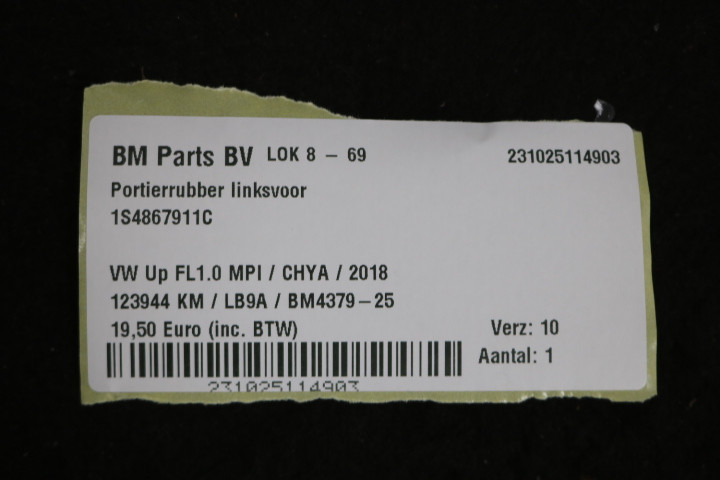 BM Parts BV LOK 8 - 69 231025114903
Portierrubber linksvoor
1S4867911C
VW Up FL1.0 MPI / CHYA / 2018
123944 KM / LB9A / BM4379-25
19,50 Euro (inc. BTW) Verz: 10
Aantal: 1
231025114903